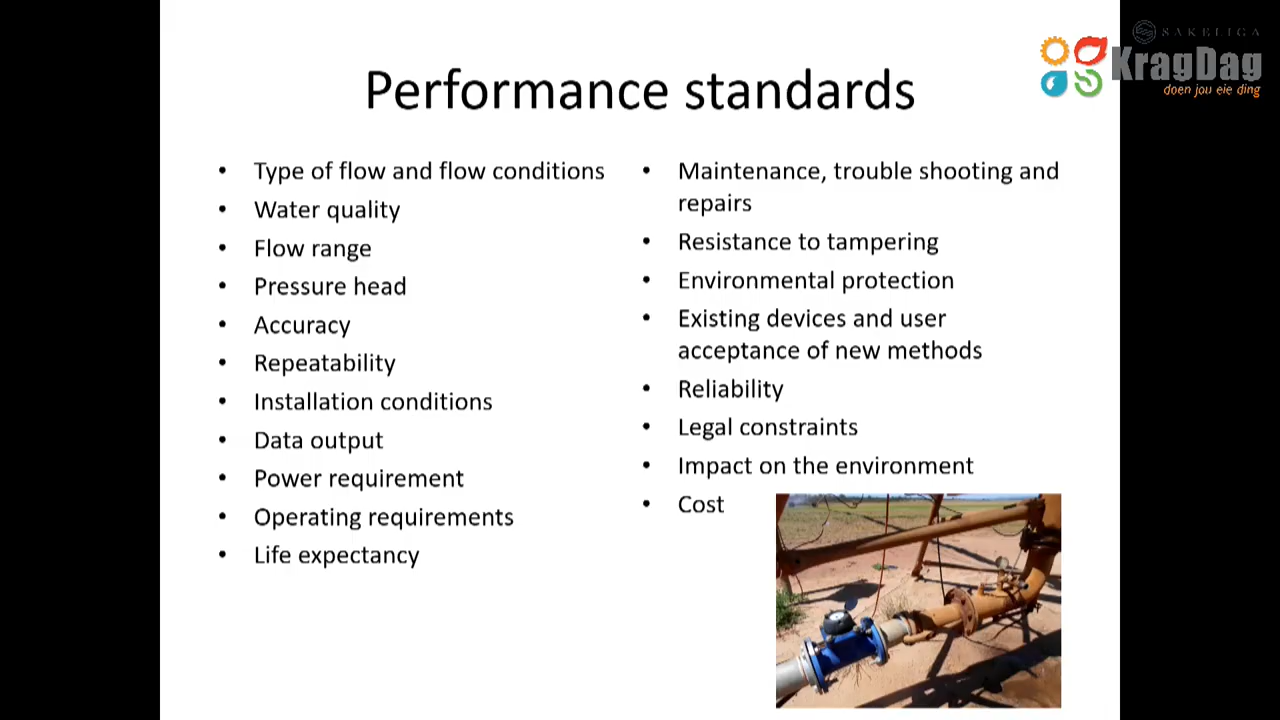 SAKELIGA
KragDag
doen jou eie ding
Performance standards
• Type of flow and flow conditions
• Water quality
• Flow range
• Pressure head
• Accuracy
• Repeatability
• Installation conditions
• Data output
• Power requirement
• Operating requirements
• Life expectancy
• Maintenance, trouble shooting and
repairs
• Resistance to tampering
• Environmental protection
• Existing devices and user
acceptance of new methods
• Reliability
• Legal constraints
• Impact on the environment
• Cost